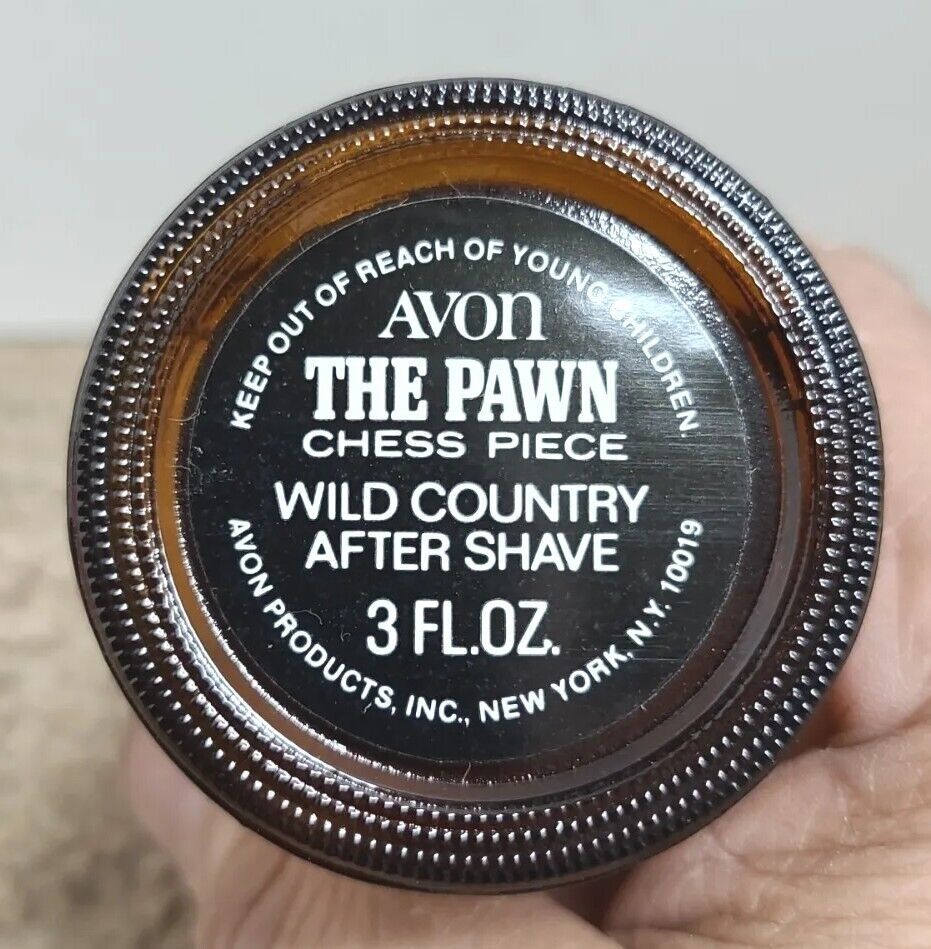 KEEP OUT OF REACH OF YOUNG CHILDREN.
AVON
THE PAWN
CHESS PIECE
WILD COUNTRY
AFTER SHAVE
3 FL.OZ.
AVON PRODUCTS, INC., NEW YORK, N.Y. 10019